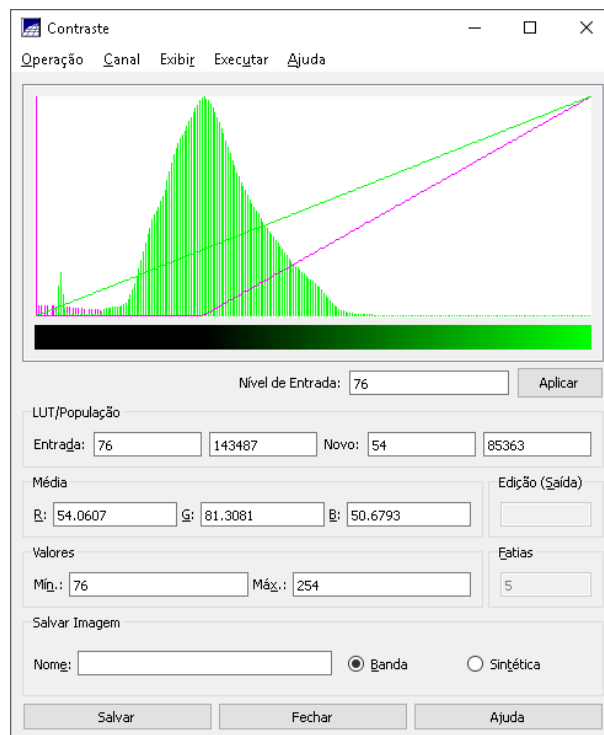 Contraste
Operação Canal Exibir Executar Ajuda
Nível de Entrada: 76 Aplicar
LUT/População
Entrada: 76 143487 Novo: 54 85363
Média Edição (Saída)
R: 54.0607 G: 81.3081 B: 50.6793
Valores Fatias
Mín.: 76 Máx.: 254 5
Salvar Imagem
Nome: Banda Sintética
Salvar Fechar Ajuda